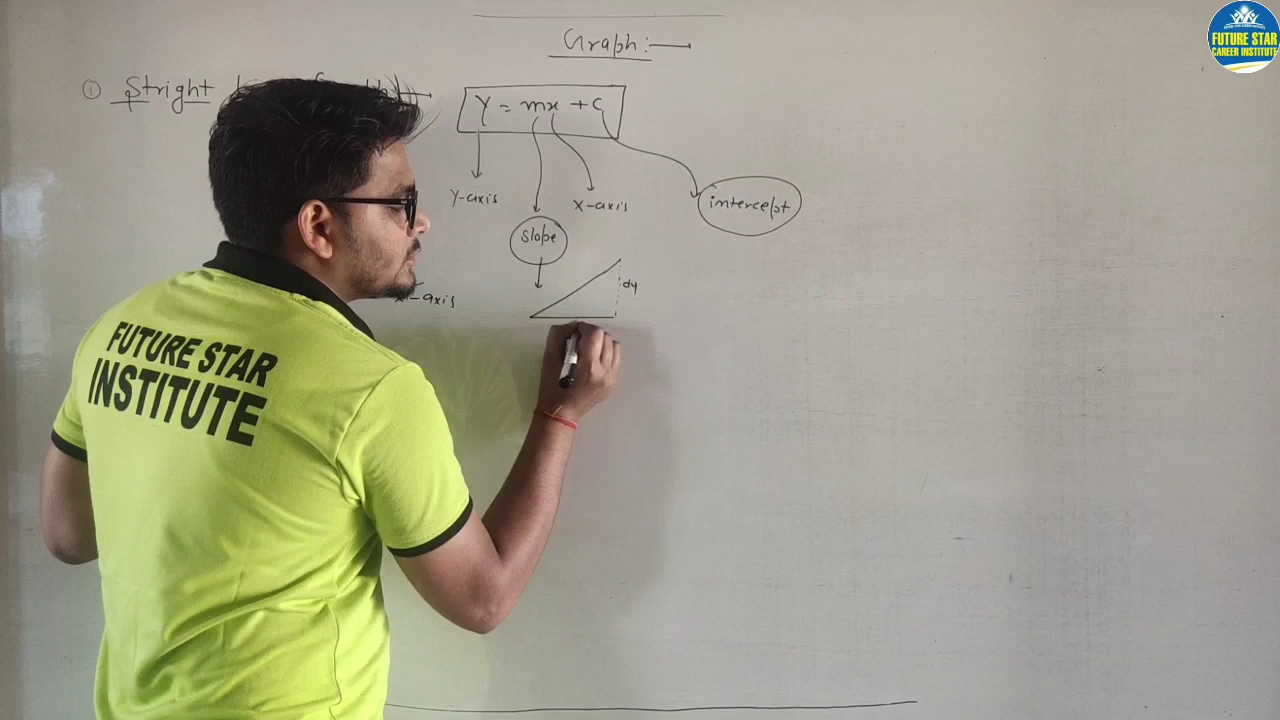 Graph:
① Stright
Y = mx + C
Y-axis
x-axis
intercept.
slope
dy
x-axis
FUTURE STAR
INSTITUTE
FUTURE STAR
CAREER INSTITUTE